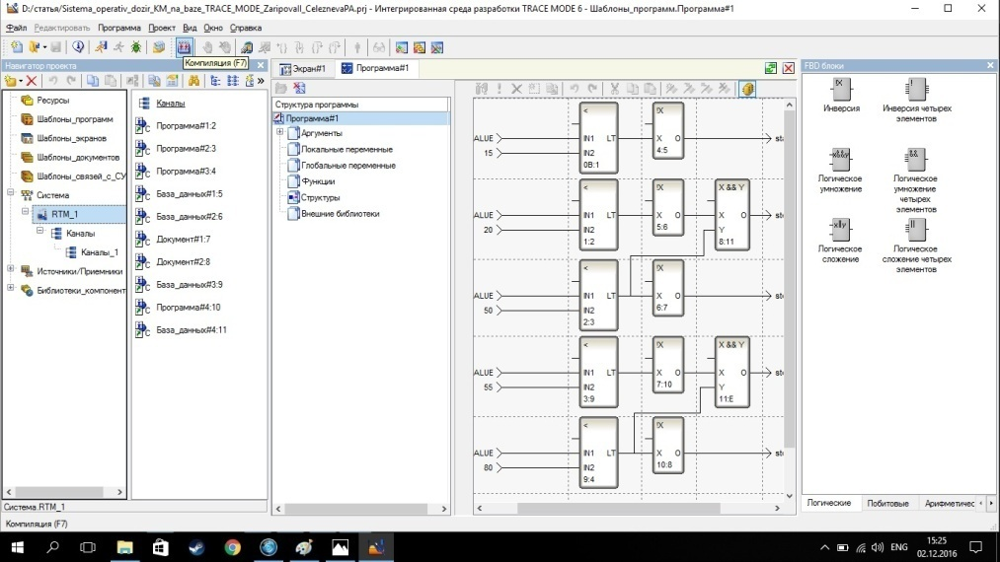 D:/статья/Sistema_operativ_dozir_KM_na_baze_TRACE_MODE_Zaripovall_CeleznevaPA.prj - Интегрированная среда разработки TRACE MODE 6 - Шаблоны_программ.Программа#1
Файл Редактировать Программа Проект Вид Окно Справка
Компиляция (F7)
Навигатор проекта
Ресурсы
Шаблоны_программ
Шаблоны_экранов
Шаблоны_документов
Шаблоны_связей_с_СУ
Система
RTM_1
Каналы
Каналы_1
Источники/Приемники
Библиотеки_компонент
Каналы
Программа#1:2
Программа#2:3
Программа#3:4
База_данных#1:5
База_данных#2:6
Документ#1:7
Документ#2:8
База_данных#3:9
Программа#4:10
База_данных#4:11
Система.RTM_1
Экран#1 Программа#1
Структура программы
Программа#1
Аргументы
Локальные переменные
Глобальные переменные
Функции
Структуры
Внешние библиотеки
< !X
ALUE IN1 LT X O sta
15 IN2 4:5
0B:1
< !X X && Y
ALUE IN1 LT X O X O sto
20 IN2 5:6 Y
1:2 8:11
< !X
ALUE IN1 LT X O sto
50 IN2 6:7
2:3
< !X X && Y
ALUE IN1 LT X O X O sto
55 IN2 7:10 Y
3:9 11:E
< !X
ALUE IN1 LT X O sto
80 IN2 10:8
9:4
FBD блоки
!X
Инверсия
Инверсия четырех элементов
x&&y
Логическое умножение
&&
Логическое умножение четырех элементов
x||y
Логическое сложение
||
Логическое сложение четырех элементов
Логические Побитовые Арифметичес
Компиляция (F7)
ENG
15:25
02.12.2016